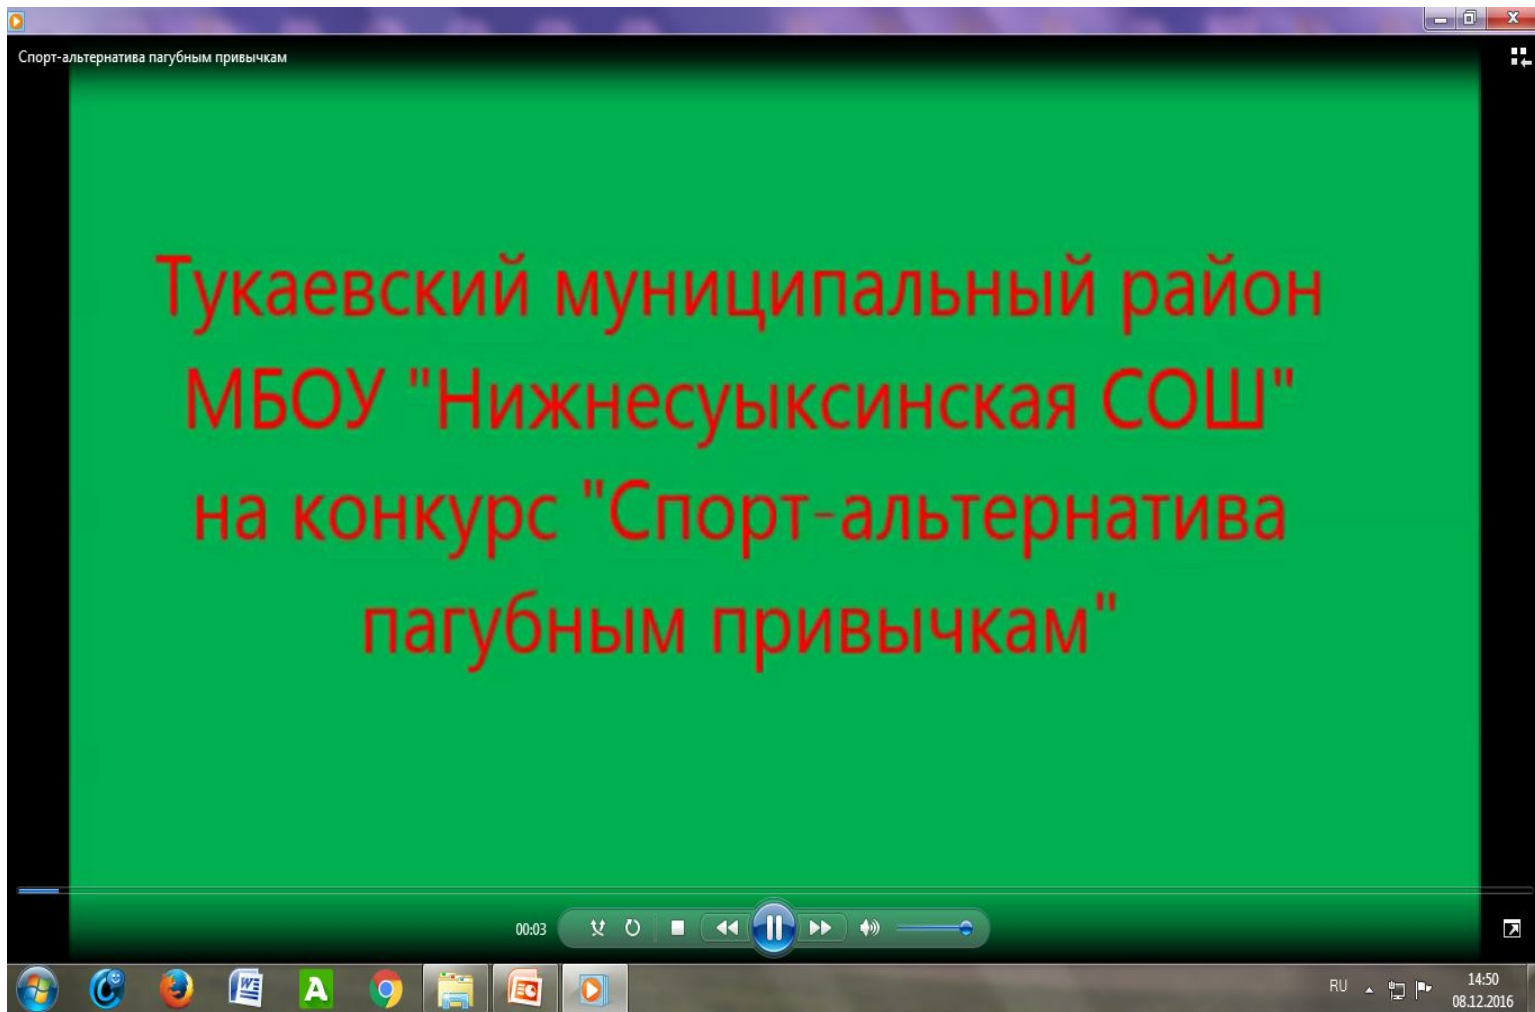 Спорт-альтернатива пагубным привычкам
Тукаевский муниципальный район
МБОУ "Нижнесуыксинская СОШ"
на конкурс "Спорт-альтернатива
пагубным привычкам"
00:03
RU
14:50
08.12.2016